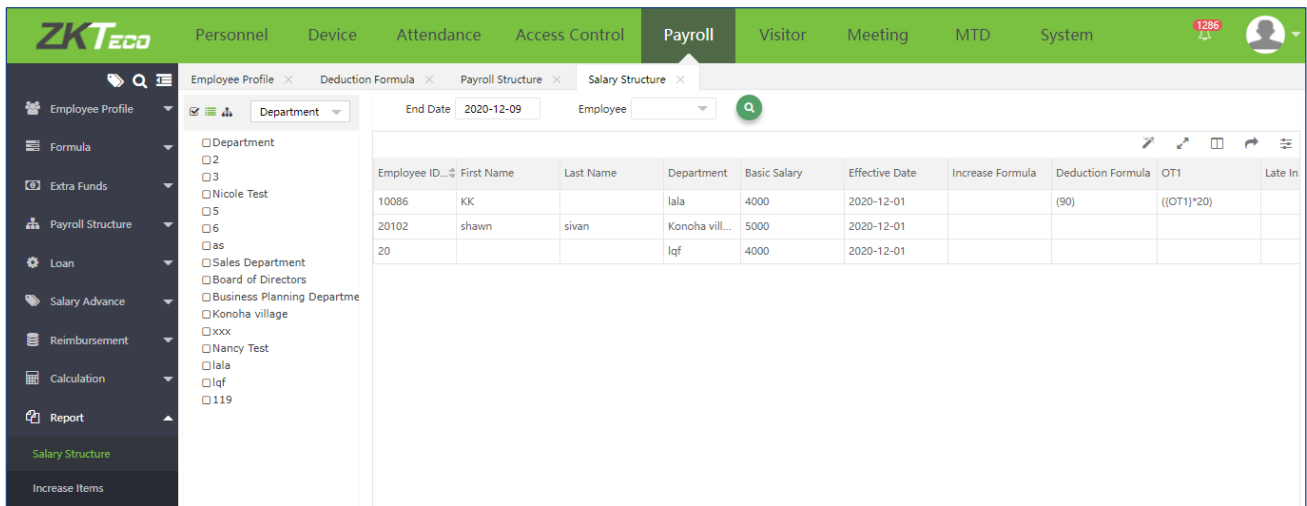 ZKTECO Personnel Device Attendance Access Control Payroll Visitor Meeting MTD System 1286
Employee Profile Deduction Formula Payroll Structure Salary Structure
Employee Profile
Formula
Extra Funds
Payroll Structure
Loan
Salary Advance
Reimbursement
Calculation
Report
Salary Structure
Increase Items
Department
Department
2
3
Nicole Test
5
6
as
Sales Department
Board of Directors
Business Planning Departme
Konoha village
xxx
Nancy Test
lala
lqf
119
End Date 2020-12-09 Employee
Employee ID... First Name Last Name Department Basic Salary Effective Date Increase Formula Deduction Formula OT1 Late In
10086 KK lala 4000 2020-12-01 (90) ((OT1)*20)
20102 shawn sivan Konoha vill... 5000 2020-12-01
20 lqf 4000 2020-12-01